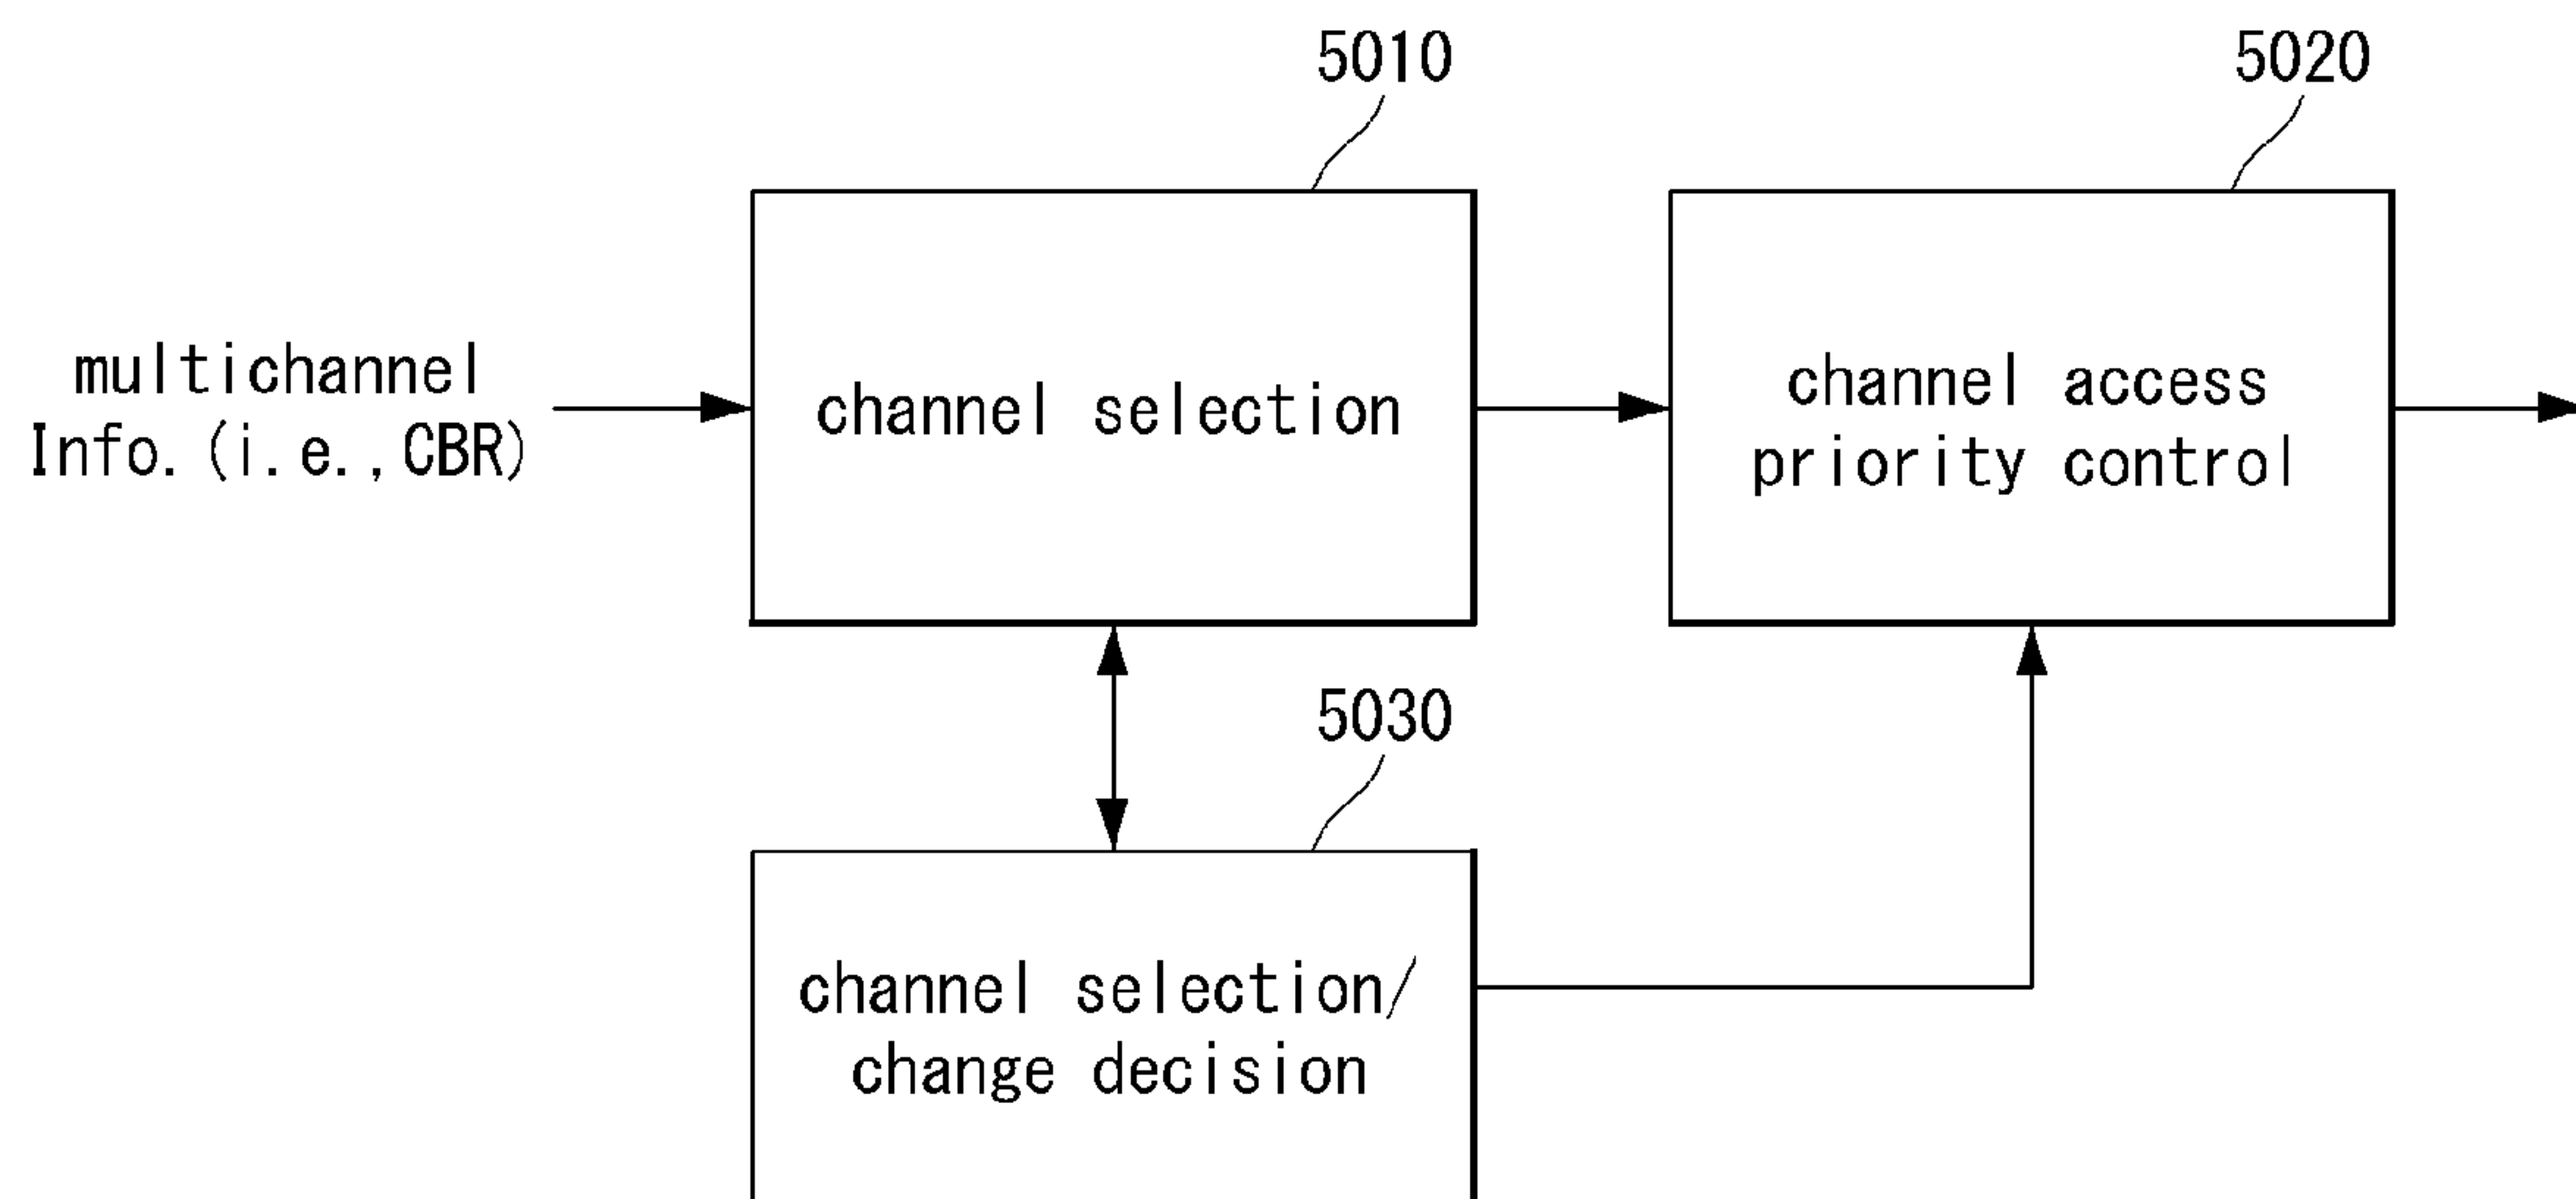 5010
5020
multichannel
Info.(i.e.,CBR)
channel selection
channel access
priority control
5030
channel selection/
change decision